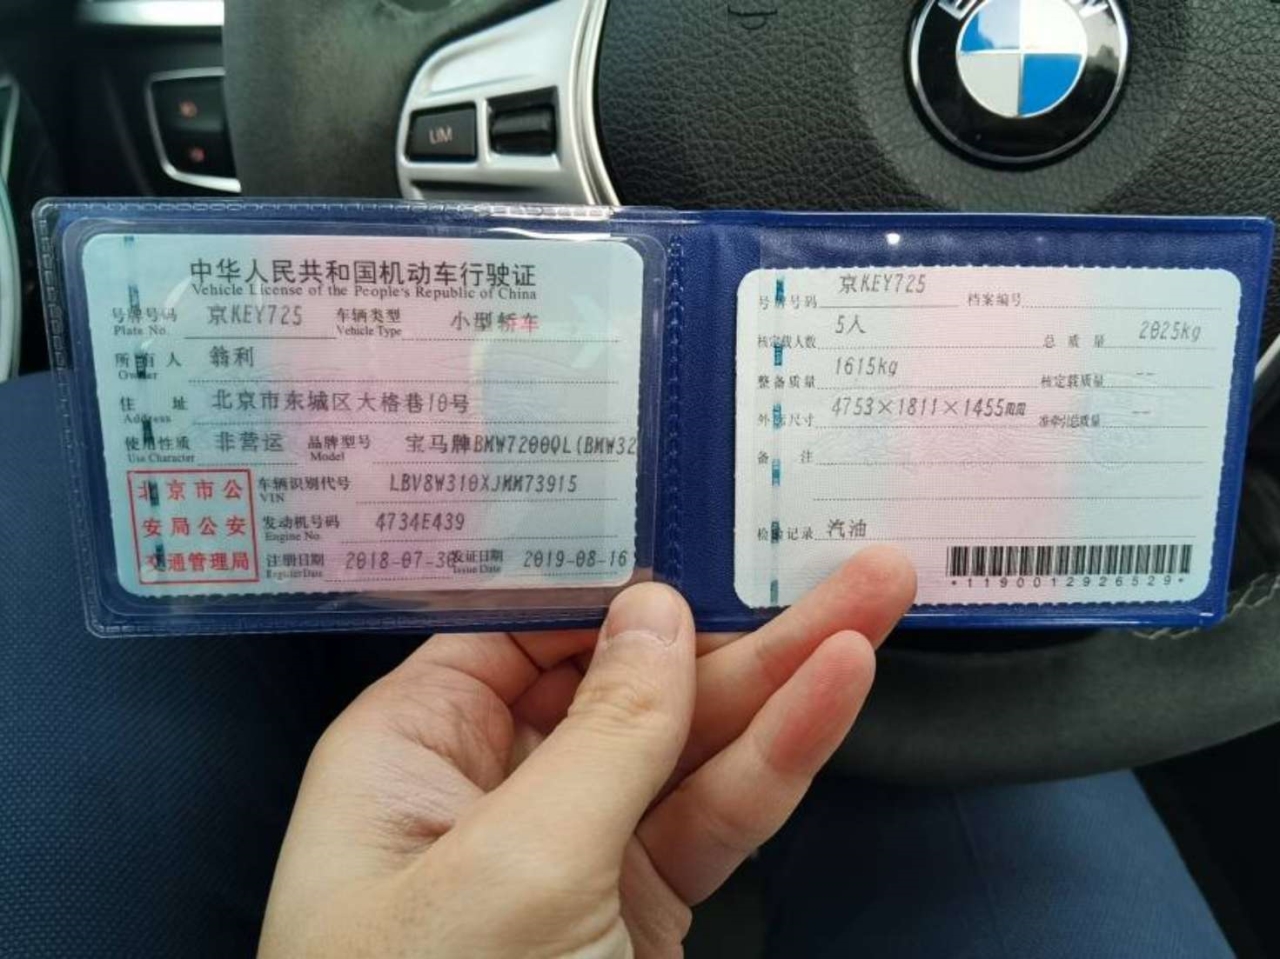 LIM
中华人民共和国机动车行驶证
Vehicle License of the People's Republic of China
号牌号码 京KEY725 车辆类型 小型轿车
Plate No. Vehicle Type
所有人 翁利
Owner
住址 北京市东城区大格巷10号
Address
使用性质 非营运 品牌型号 宝马牌BMW7200QL(BMW32
Use Character Model
北京市公
安局公安
交通管理局
车辆识别代号 LBV8W310XJMM73915
VIN
发动机号码 4734E439
Engine No.
注册日期 2018-07-30 发证日期 2019-08-16
Register Date Issue Date
号牌号码 京KEY725 档案编号
核定载人数 5人 总质量 2025kg
整备质量 1615kg 核定载质量 --
外廓尺寸 4753×1811×1455 准牵引总质量 --
备注
检验记录 汽油
*1190012926529*